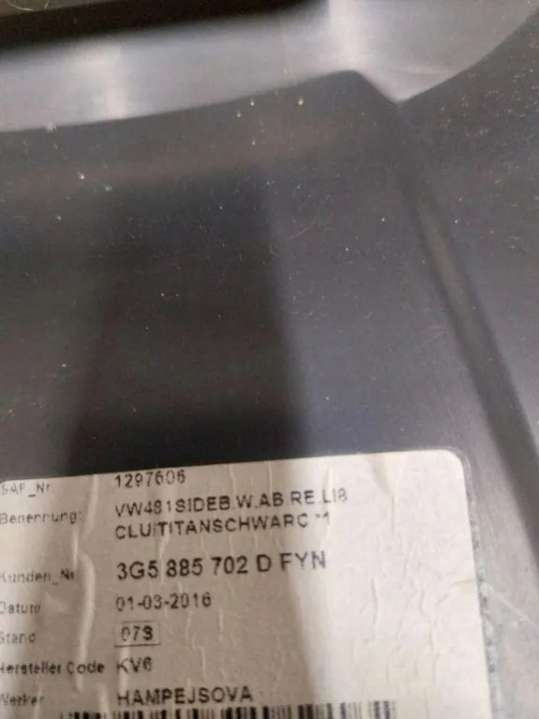 SAP_Nr 1297606
Benennung: VW481SIDEB.W.AB.RE.LI8
CLUITITANSCHWARC *1
Kunden_Nr 3G5 885 702 D FYN
Datum 01-03-2016
Stand 073
Hersteller Code KV6
Werker HAMPEJSOVA